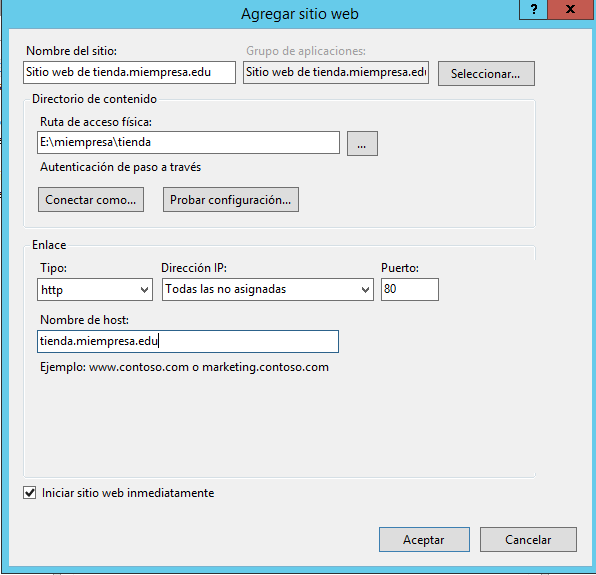 Agregar sitio web
? x
Nombre del sitio: Grupo de aplicaciones:
Sitio web de tienda.miempresa.edu Sitio web de tienda.miempresa.edu Seleccionar...
Directorio de contenido
Ruta de acceso física:
E:\miempresa\tienda ...
Autenticación de paso a través
Conectar como... Probar configuración...
Enlace
Tipo: Dirección IP: Puerto:
http Todas las no asignadas 80
Nombre de host:
tienda.miempresa.edu
Ejemplo: www.contoso.com o marketing.contoso.com
Iniciar sitio web inmediatamente
Aceptar Cancelar